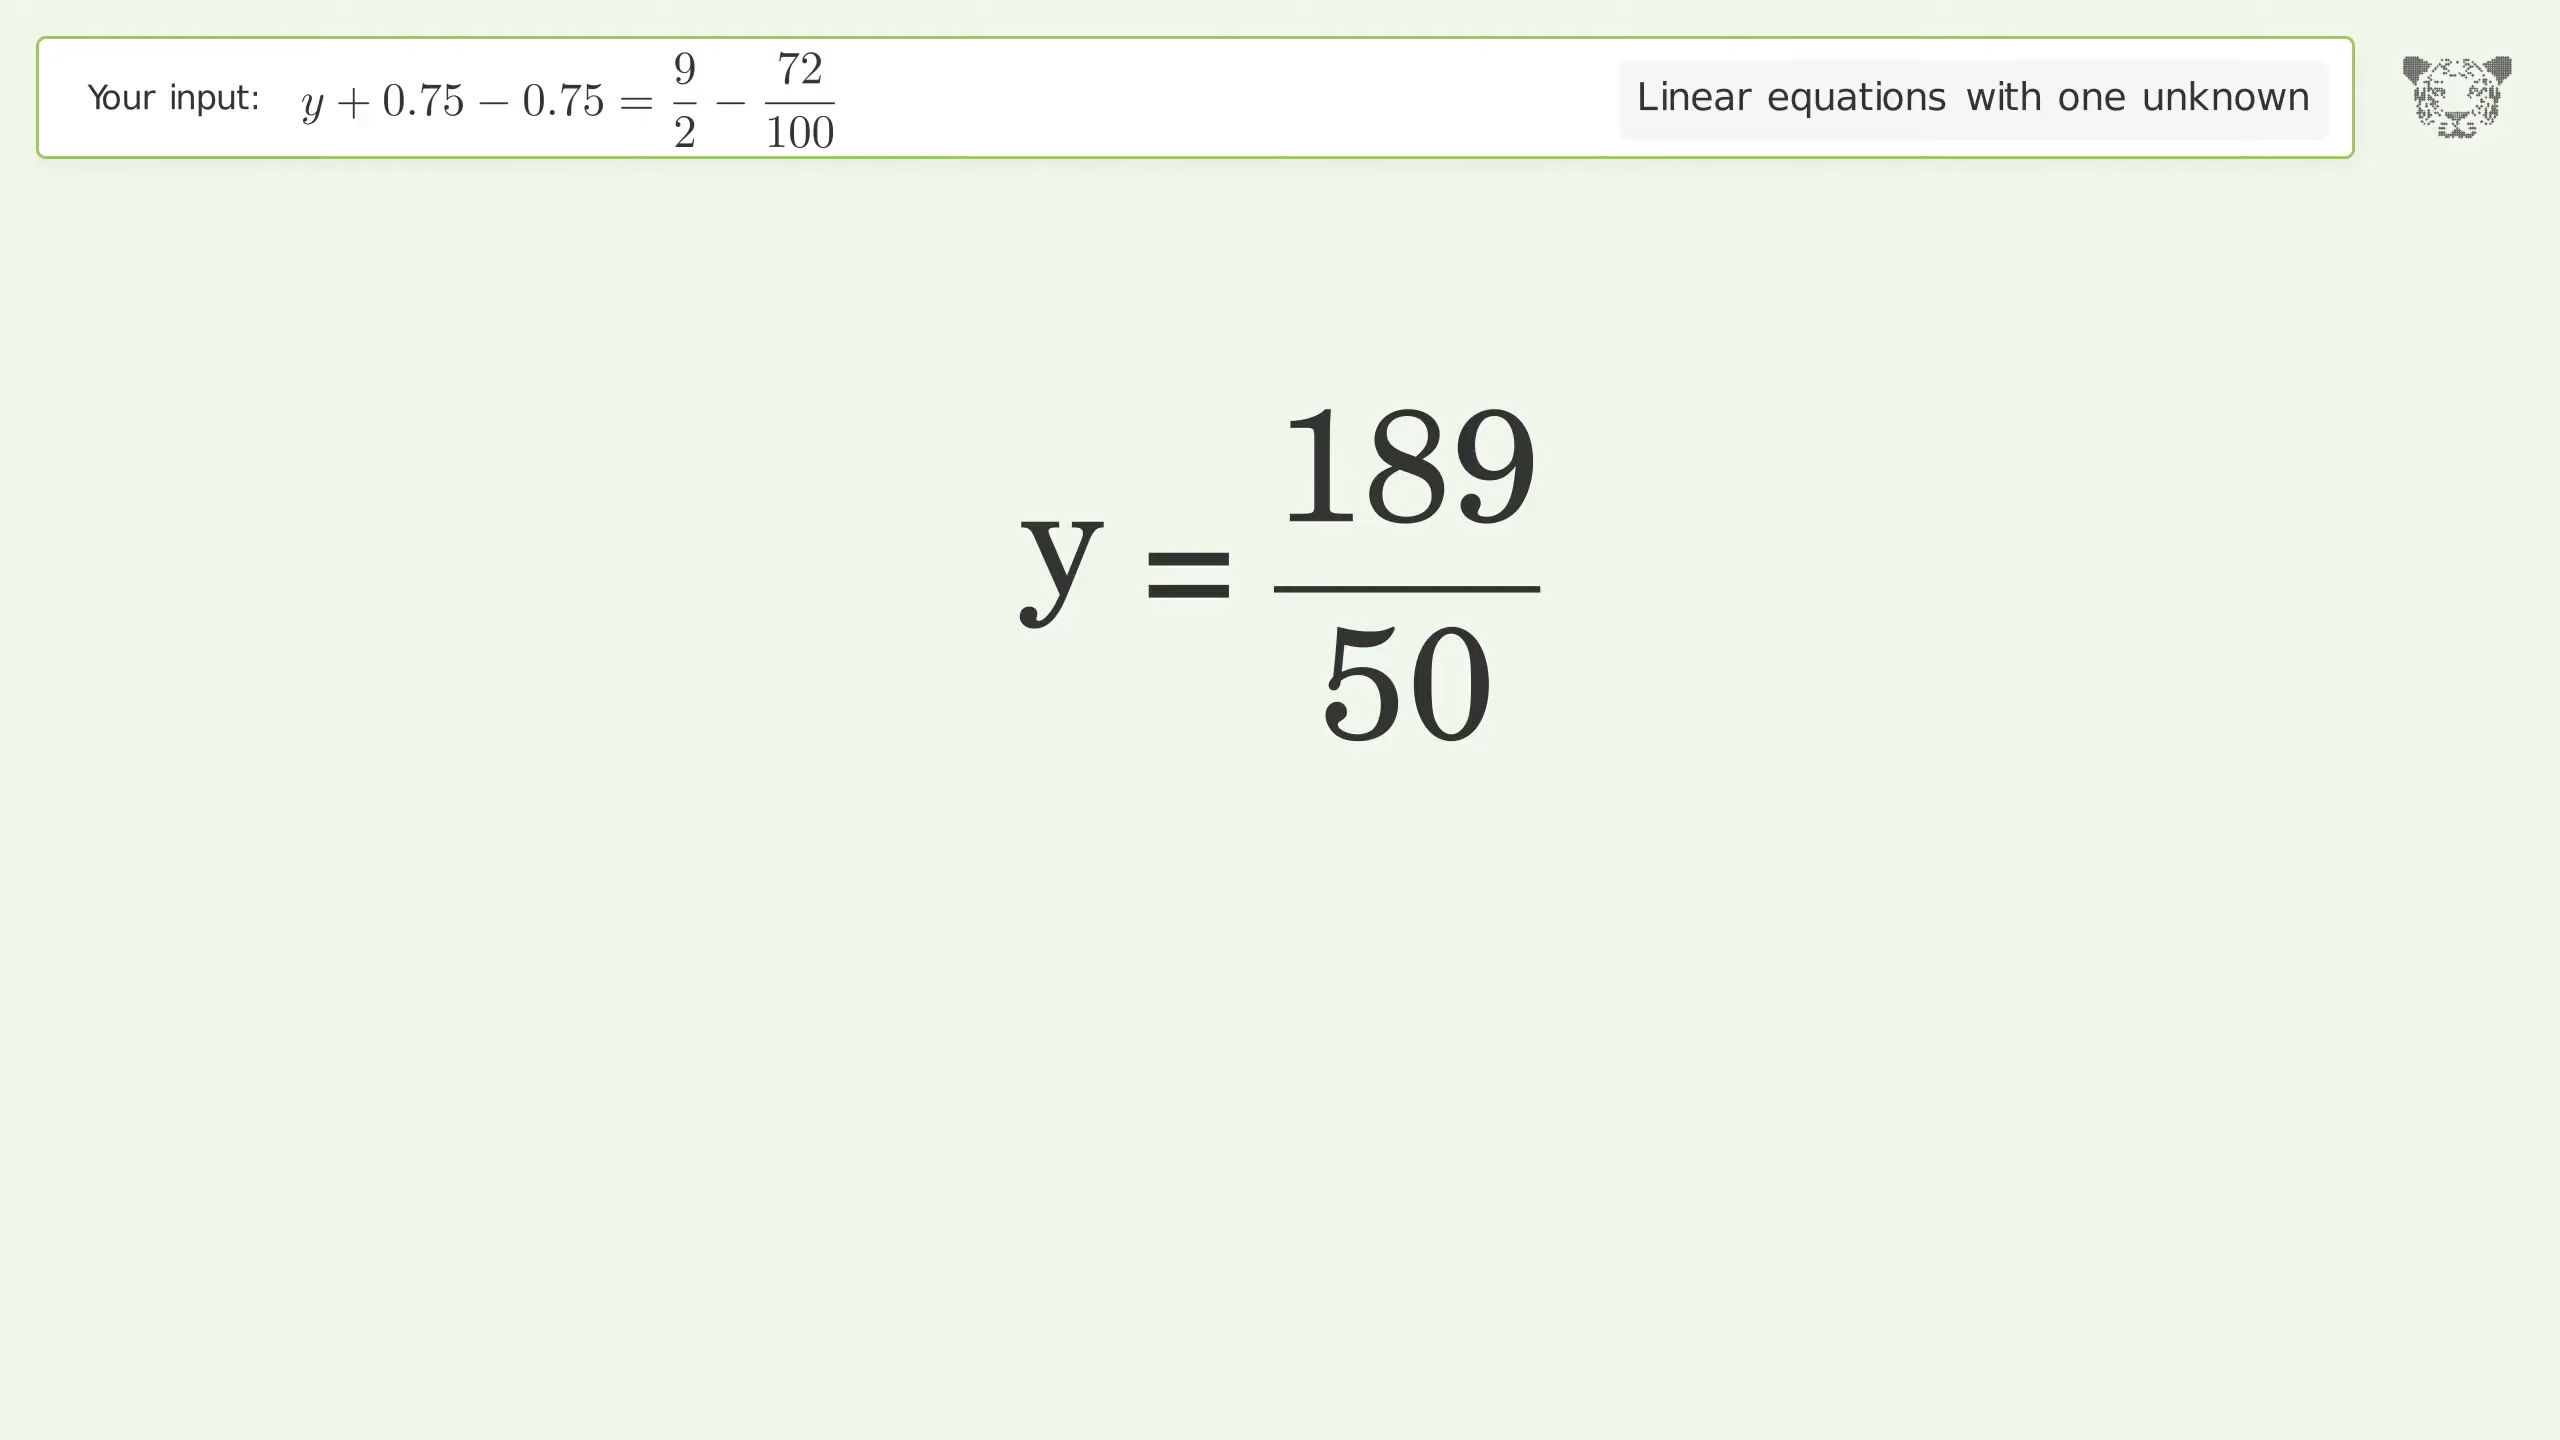 Your input: y + 0.75 − 0.75 = 9/2 − 72/100
Linear equations with one unknown
y = 189/50